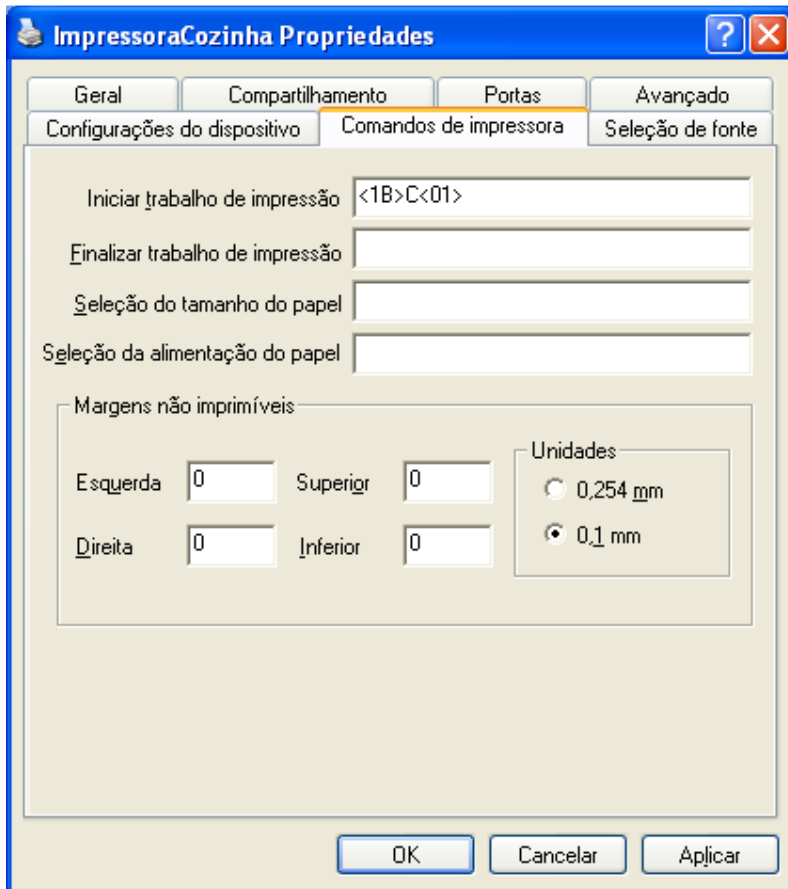 ImpressoraCozinha Propriedades
?
Geral Compartilhamento Portas Avançado
Configurações do dispositivo Comandos de impressora Seleção de fonte
Iniciar trabalho de impressão <1B>C<01>
Finalizar trabalho de impressão
Seleção do tamanho do papel
Seleção da alimentação do papel
Margens não imprimíveis
Unidades
Esquerda 0 Superior 0 0,254 mm
Direita 0 Inferior 0 0,1 mm
OK Cancelar Aplicar